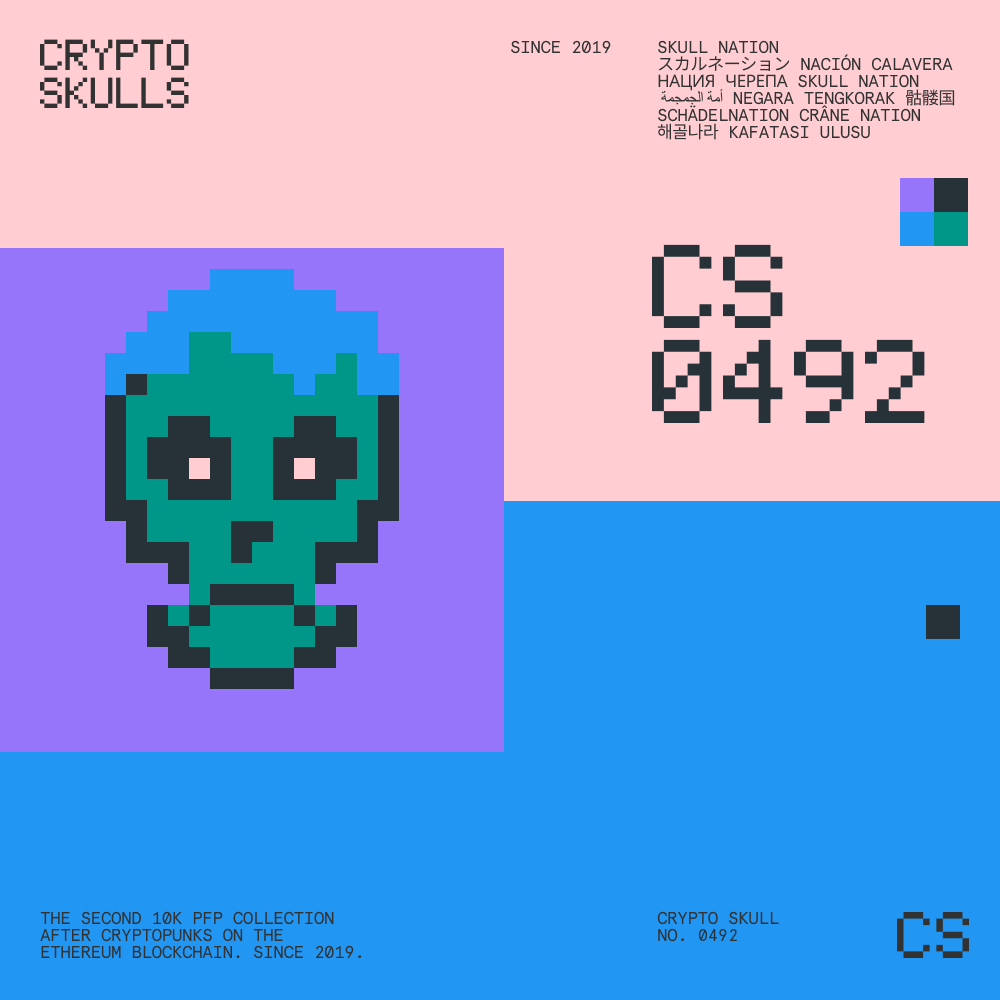 CRYPTO
SKULLS
SINCE 2019
SKULL NATION
スカルネーション NACIÓN CALAVERA
НАЦИЯ ЧЕРЕПА SKULL NATION
أمة الجمجمة NEGARA TENGKORAK 骷髅国
SCHÄDELNATION CRÂNE NATION
해골나라 KAFATASI ULUSU
CS
0492
THE SECOND 10K PFP COLLECTION
AFTER CRYPTOPUNKS ON THE
ETHEREUM BLOCKCHAIN. SINCE 2019.
CRYPTO SKULL
NO. 0492
CS